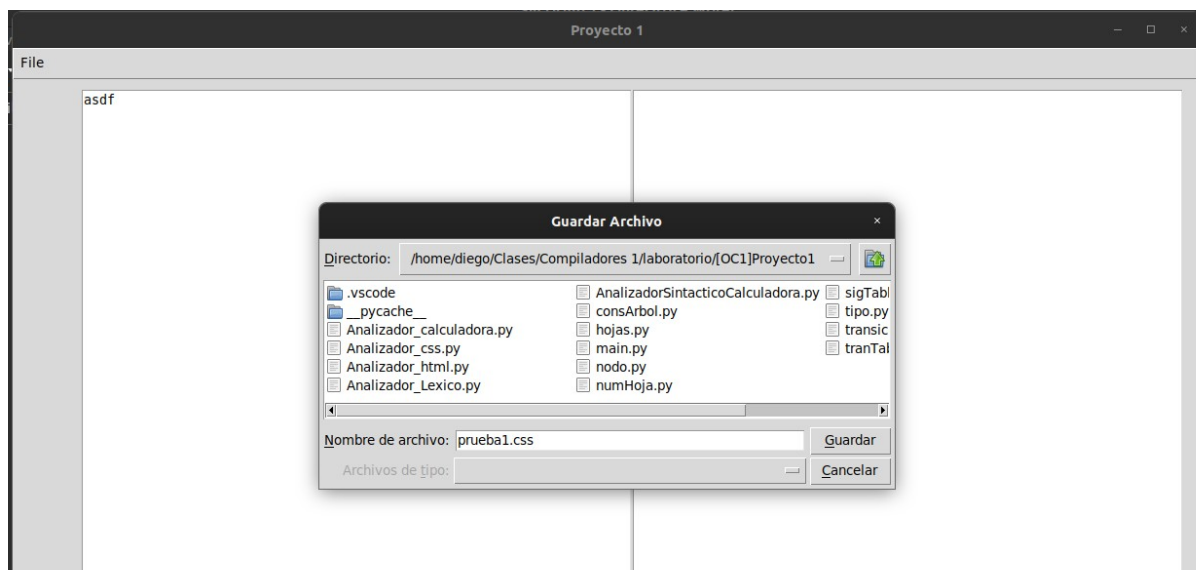 Proyecto 1
File
asdf
Guardar Archivo
Directorio: /home/diego/Clases/Compiladores 1/laboratorio/[OC1]Proyecto1
.vscode AnalizadorSintacticoCalculadora.py sigTabl
__pycache__ consArbol.py tipo.py
Analizador_calculadora.py hojas.py transic
Analizador_css.py main.py tranTal
Analizador_html.py nodo.py
Analizador_Lexico.py numHoja.py
Nombre de archivo: prueba1.css Guardar
Archivos de tipo: Cancelar